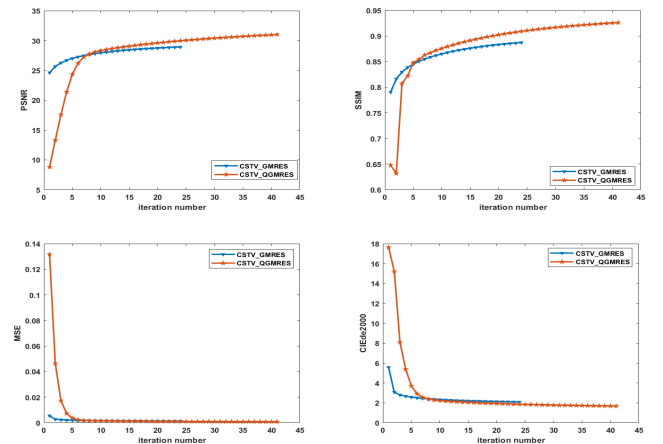 35
30
25
20
15
10
5
PSNR
0 5 10 15 20 25 30 35 40 45
iteration number
CSTV_GMRES
CSTV_QGMRES
0.95
0.9
0.85
0.8
0.75
0.7
0.65
0.6
SSIM
0 5 10 15 20 25 30 35 40 45
iteration number
CSTV_GMRES
CSTV_QGMRES
0.14
0.12
0.1
0.08
0.06
0.04
0.02
0
MSE
0 5 10 15 20 25 30 35 40 45
iteration number
CSTV_GMRES
CSTV_QGMRES
18
16
14
12
10
8
6
4
2
0
CIEde2000
0 5 10 15 20 25 30 35 40 45
iteration number
CSTV_GMRES
CSTV_QGMRES